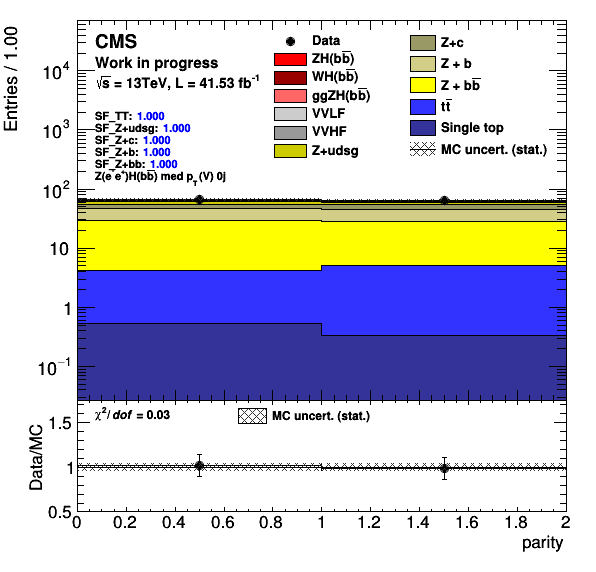 CMS
Work in progress
√s = 13TeV, L = 41.53 fb⁻¹
SF_TT: 1.000
SF_Z+udsg: 1.000
SF_Z+c: 1.000
SF_Z+b: 1.000
SF_Z+bb: 1.000
Z(e⁻e⁺)H(bb̅) med p_T(V) 0j
Data
ZH(bb̅)
WH(bb̅)
ggZH(bb̅)
VVLF
VVHF
Z+udsg
Z+c
Z + b
Z + bb̅
tt̅
Single top
MC uncert. (stat.)
Entries / 1.00
10⁴
10³
10²
10
1
10⁻¹
χ²/dof = 0.03
MC uncert. (stat.)
Data/MC
1.5
1
0.5
0 0.2 0.4 0.6 0.8 1 1.2 1.4 1.6 1.8 2
parity